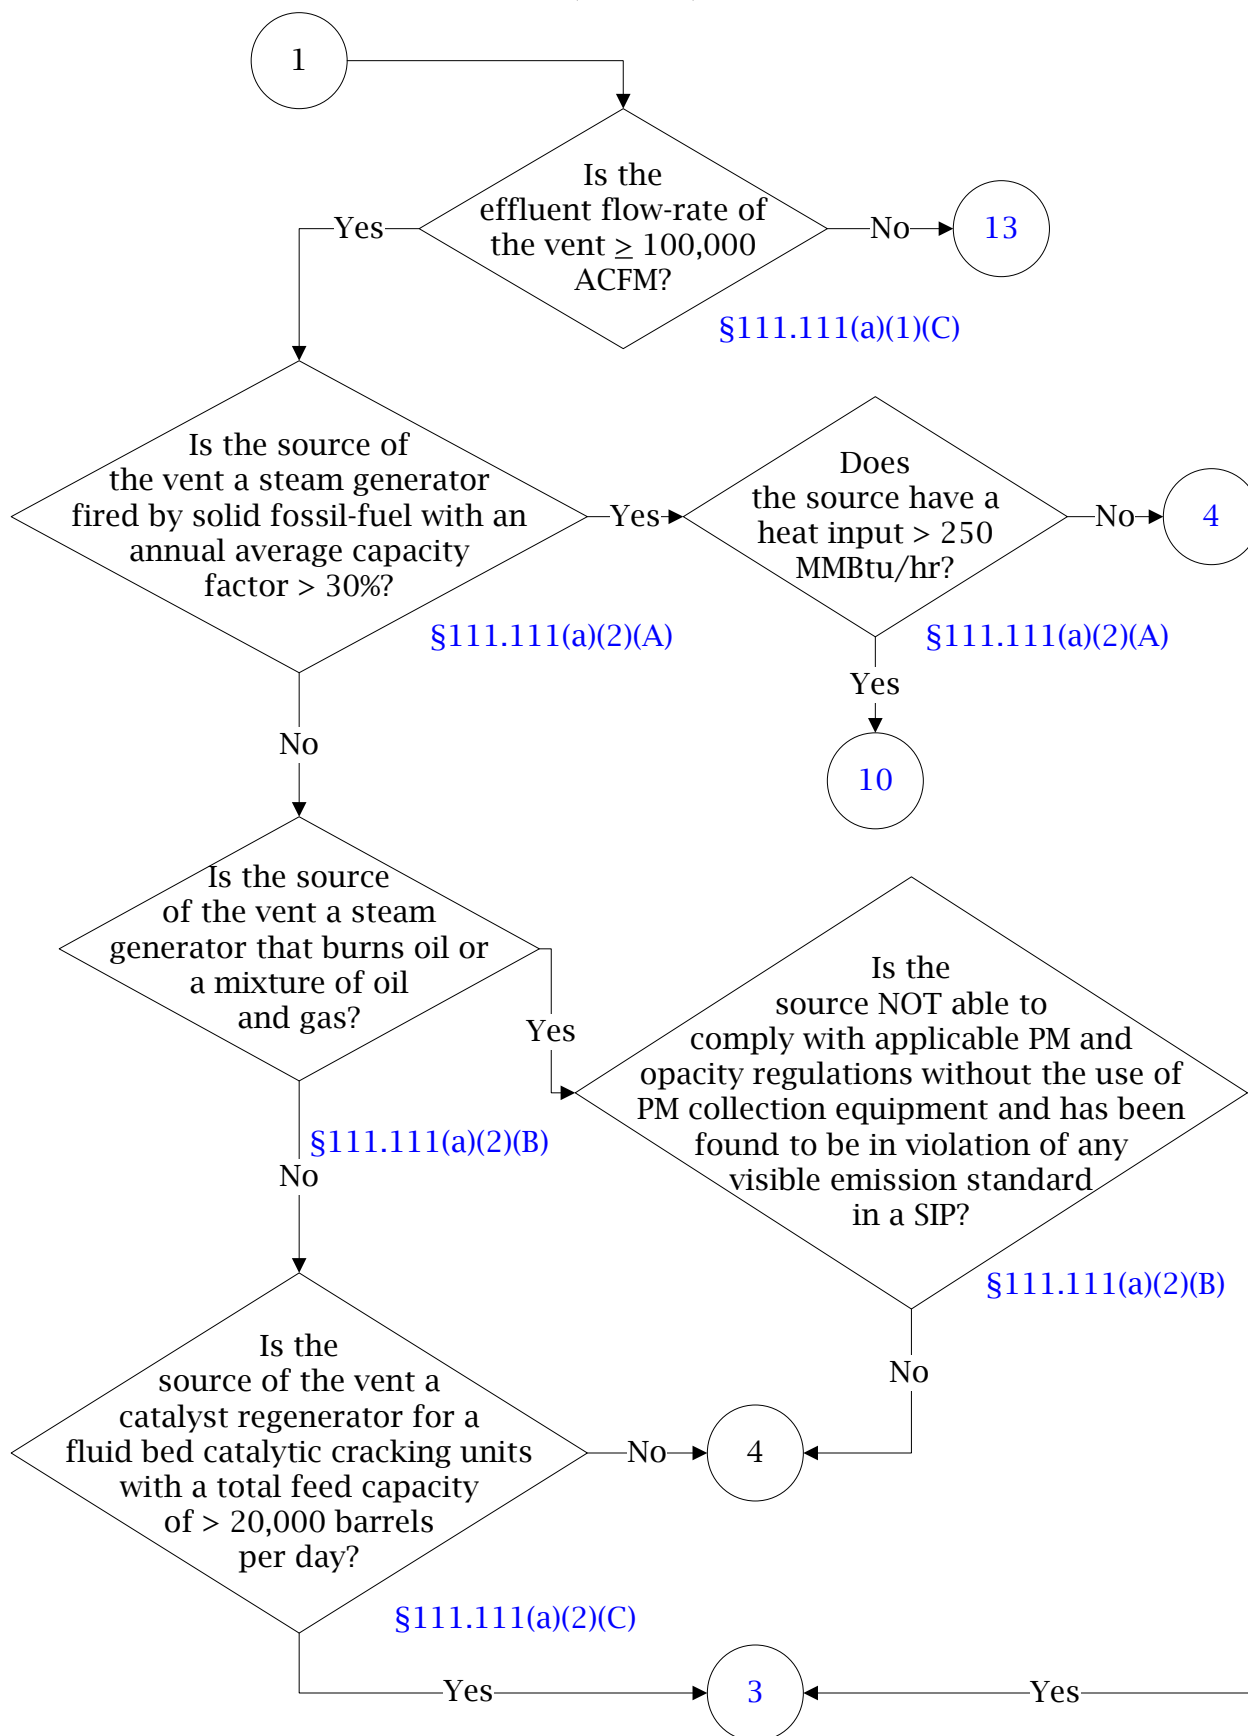 1
Is the
effluent flow-rate of
the vent ≥ 100,000
ACFM?
Yes
No
13
§111.111(a)(1)(C)
Is the source of
the vent a steam generator
fired by solid fossil-fuel with an
annual average capacity
factor > 30%?
Yes
Does
the source have a
heat input > 250
MMBtu/hr?
No
4
§111.111(a)(2)(A)
§111.111(a)(2)(A)
Yes
10
No
Is the source
of the vent a steam
generator that burns oil or
a mixture of oil
and gas?
Yes
Is the
source NOT able to
comply with applicable PM and
opacity regulations without the use of
PM collection equipment and has been
found to be in violation of any
visible emission standard
in a SIP?
§111.111(a)(2)(B)
No
§111.111(a)(2)(B)
No
Is the
source of the vent a
catalyst regenerator for a
fluid bed catalytic cracking units
with a total feed capacity
of > 20,000 barrels
per day?
No
4
§111.111(a)(2)(C)
Yes
3
Yes